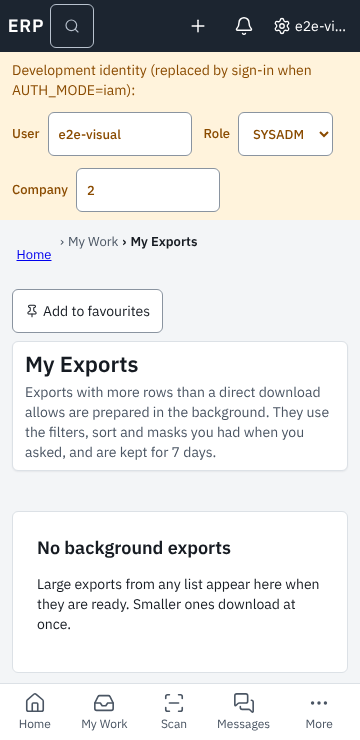 ERP
e2e-vi...
Development identity (replaced by sign-in when
AUTH_MODE=iam):
User e2e-visual Role SYSADM
Company 2
Home › My Work › My Exports
Add to favourites
My Exports
Exports with more rows than a direct download
allows are prepared in the background. They use
the filters, sort and masks you had when you
asked, and are kept for 7 days.
No background exports
Large exports from any list appear here when
they are ready. Smaller ones download at
once.
Home My Work Scan Messages More